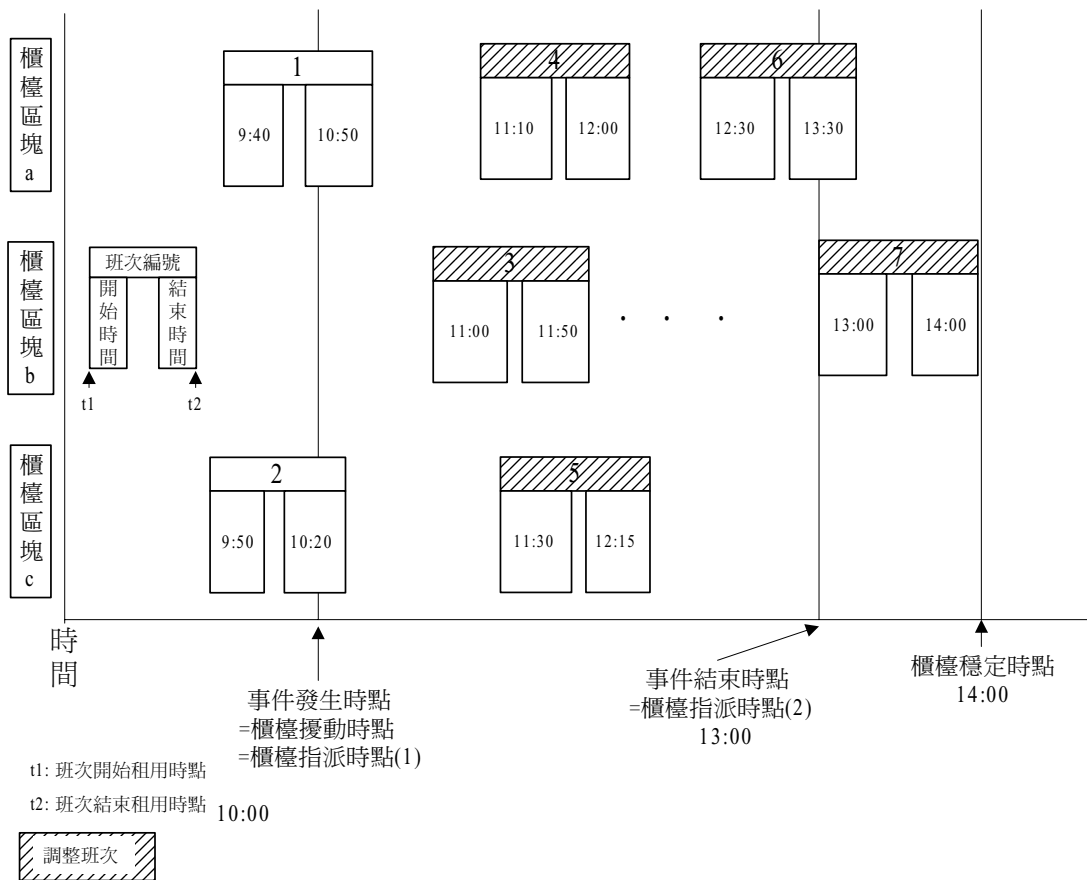 櫃檯區塊a
1
9:40
10:50
4
11:10
12:00
6
12:30
13:30
櫃檯區塊b
班次編號
開始時間
結束時間
t1
t2
3
11:00
11:50
. . .
7
13:00
14:00
櫃檯區塊c
2
9:50
10:20
5
11:30
12:15
時間
事件發生時點
=櫃檯擾動時點
=櫃檯指派時點(1)
10:00
事件結束時點
=櫃檯指派時點(2)
13:00
櫃檯穩定時點
14:00
t1: 班次開始租用時點
t2: 班次結束租用時點
調整班次